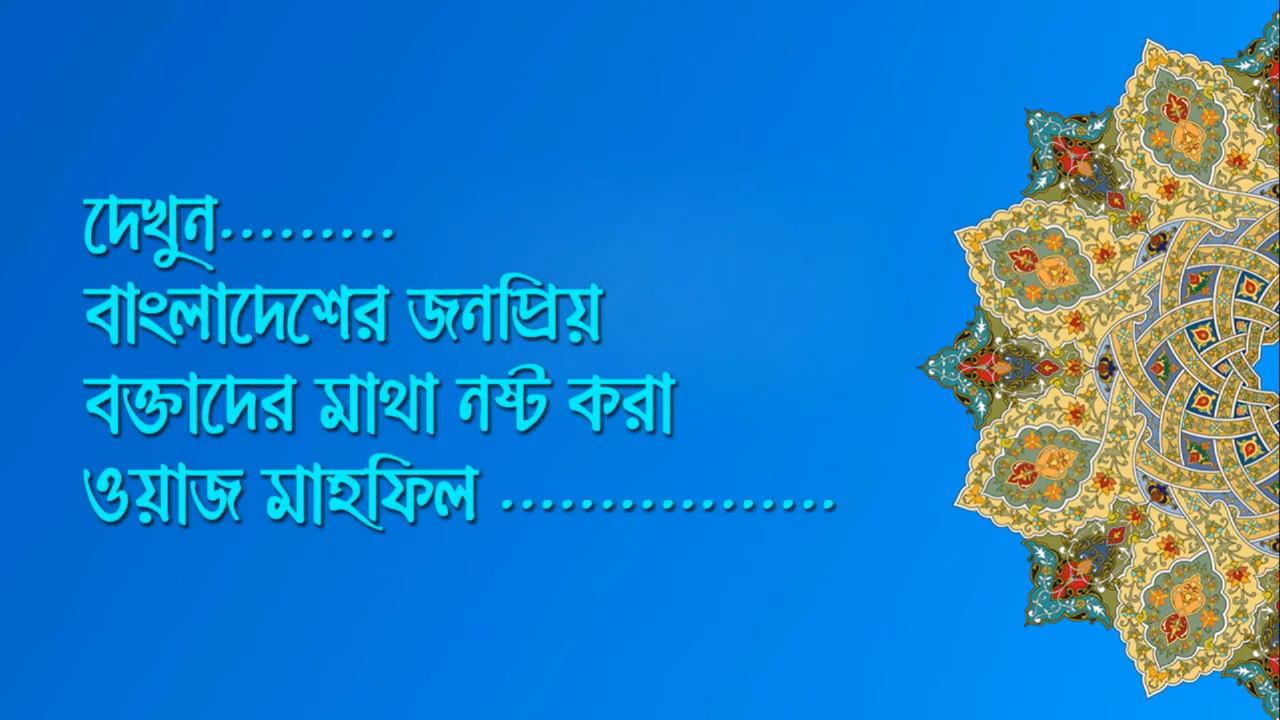 দেখুন.........
বাংলাদেশের জনপ্রিয়
বক্তাদের মাথা নষ্ট করা
ওয়াজ মাহফিল .................